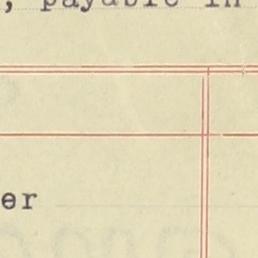 , payable in
er